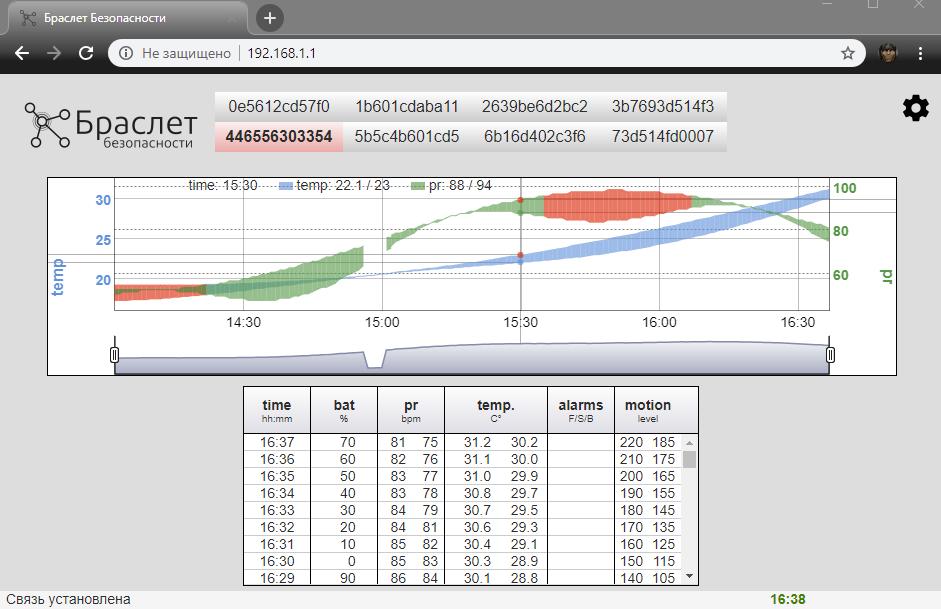 Браслет Безопасности
Не защищено 192.168.1.1
Браслет
безопасности
0e5612cd57f0 1b601cdaba11 2639be6d2bc2 3b7693d514f3
446556303354 5b5c4b601cd5 6b16d402c3f6 73d514fd0007
time: 15:30 temp: 22.1 / 23 pr: 88 / 94
30 100
25 80
20 60
temp pr
14:30 15:00 15:30 16:00 16:30
time bat pr temp. alarms motion
hh:mm % bpm C° F/S/B level
16:37 70 81 75 31.2 30.2 220 185
16:36 60 82 76 31.1 30.0 210 175
16:35 50 83 77 31.0 29.9 200 165
16:34 40 83 78 30.8 29.7 190 155
16:33 30 84 79 30.7 29.5 180 145
16:32 20 84 81 30.6 29.3 170 135
16:31 10 85 82 30.4 29.1 160 125
16:30 0 85 83 30.3 28.9 150 115
16:29 90 86 84 30.1 28.8 140 105
Связь установлена 16:38